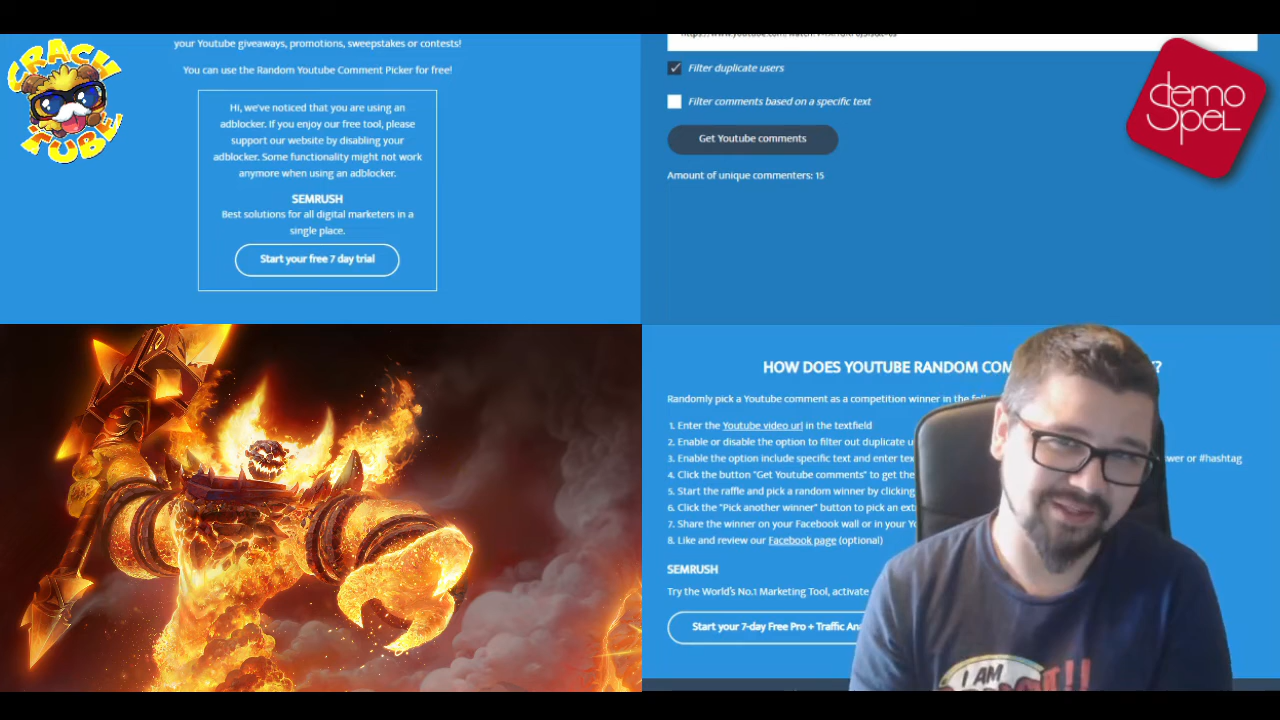 CRACH
TUBE
your Youtube giveaways, promotions, sweepstakes or contests!
You can use the Random Youtube Comment Picker for free!
Hi, we've noticed that you are using an
adblocker. If you enjoy our free tool, please
support our website by disabling your
adblocker. Some functionality might not work
anymore when using an adblocker.
SEMRUSH
Best solutions for all digital marketers in a
single place.
Start your free 7 day trial
Filter duplicate users
Filter comments based on a specific text
Get Youtube comments
Amount of unique commenters: 15
demo
SpeL
HOW DOES YOUTUBE RANDOM COM ?
Randomly pick a Youtube comment as a competition winner in the
1. Enter the Youtube video url in the textfield
2. Enable or disable the option to filter out duplicate u
3. Enable the option include specific text and enter tex wer or #hashtag
4. Click the button "Get Youtube comments" to get the
5. Start the raffle and pick a random winner by clicking
6. Click the "Pick another winner" button to pick an ext
7. Share the winner on your Facebook wall or in your Yo
8. Like and review our Facebook page (optional)
SEMRUSH
Try the World's No.1 Marketing Tool, activate
Start your 7-day Free Pro + Traffic Ana
I AM